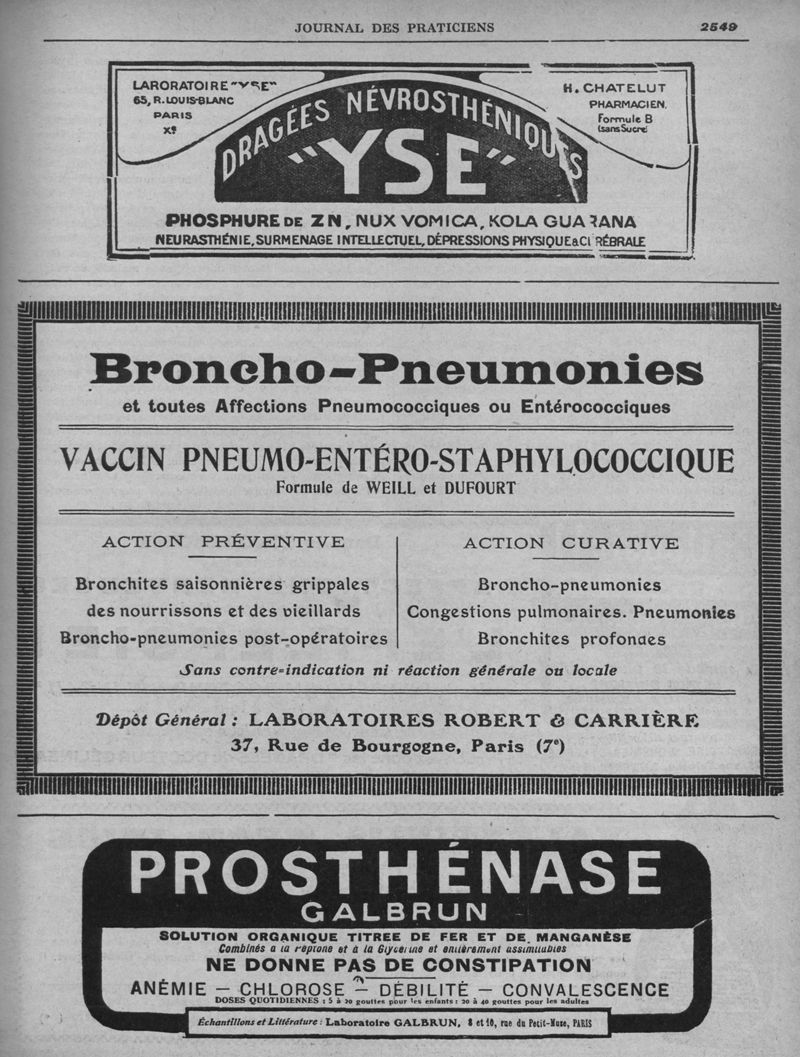 JOURNAL DES PRATICIENS
2549
LARORATOIRE "YSE"
65, R. LOUIS-BLANC
PARIS
Xe
H. CHATELUT
PHARMACIEN.
Formule B
(sans Sucre)
DRAGÉES NÉVROSTHÉNIQUES
"YSE"
PHOSPHURE DE ZN, NUX VOMICA, KOLA GUARANA
NEURASTHÉNIE, SURMENAGE INTELLECTUEL, DÉPRESSIONS PHYSIQUE & CÉRÉBRALE
Broncho-Pneumonies
et toutes Affections Pneumococciques ou Entérococciques
VACCIN PNEUMO-ENTÉRO-STAPHYLOCOCCIQUE
Formule de WEILL et DUFOURT
ACTION PRÉVENTIVE
Bronchites saisonnières grippales
des nourrissons et des vieillards
Broncho-pneumonies post-opératoires
ACTION CURATIVE
Broncho-pneumonies
Congestions pulmonaires. Pneumonies
Bronchites profondes
Sans contre-indication ni réaction générale ou locale
Dépôt Général : LABORATOIRES ROBERT & CARRIÈRE
37, Rue de Bourgogne, Paris (7e)
PROSTHÉNASE
GALBRUN
SOLUTION ORGANIQUE TITREE DE FER ET DE MANGANÈSE
Combinés a la Peptone et à la Glycérine et entièrement assimilables
NE DONNE PAS DE CONSTIPATION
ANÉMIE — CHLOROSE — DÉBILITÉ — CONVALESCENCE
DOSES QUOTIDIENNES : 5 à 20 gouttes pour les enfants : 20 à 40 gouttes pour les adultes
Échantillons et Littérature : Laboratoire GALBRUN, 8 et 10, rue du Petit-Musc, PARIS